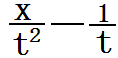 x/t² — 1/t